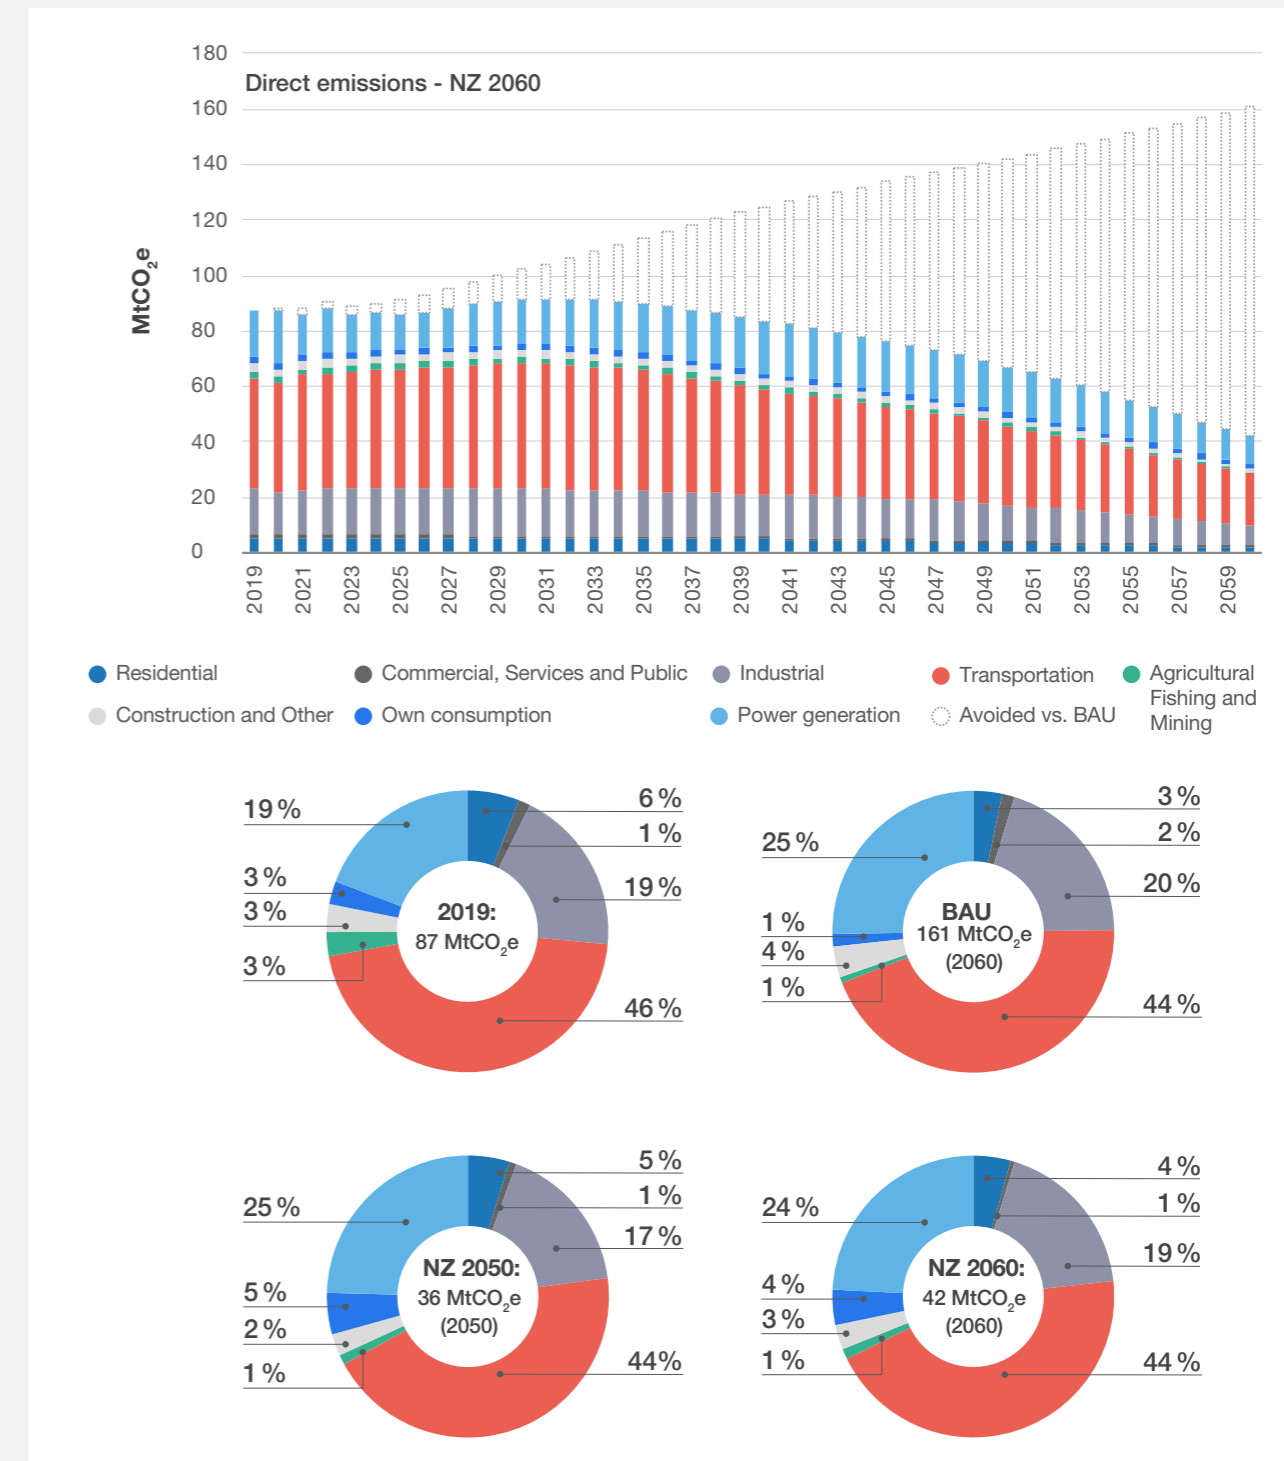 180
Direct emissions - NZ 2060
160
140
120
100
80
60
40
20
0
MtCO₂e
2019 2021 2023 2025 2027 2029 2031 2033 2035 2037 2039 2041 2043 2045 2047 2049 2051 2053 2055 2057 2059
Residential
Commercial, Services and Public
Industrial
Transportation
Agricultural
Fishing and
Mining
Construction and Other
Own consumption
Power generation
Avoided vs. BAU
19 %
3 %
3 %
3 %
6 %
1 %
19 %
46 %
2019:
87 MtCO₂e
25 %
1 %
4 %
1 %
3 %
2 %
20 %
44 %
BAU
161 MtCO₂e
(2060)
25 %
5 %
2 %
1 %
5 %
1 %
17 %
44%
NZ 2050:
36 MtCO₂e
(2050)
24 %
4 %
3 %
1 %
4 %
1 %
19 %
44 %
NZ 2060:
42 MtCO₂e
(2060)